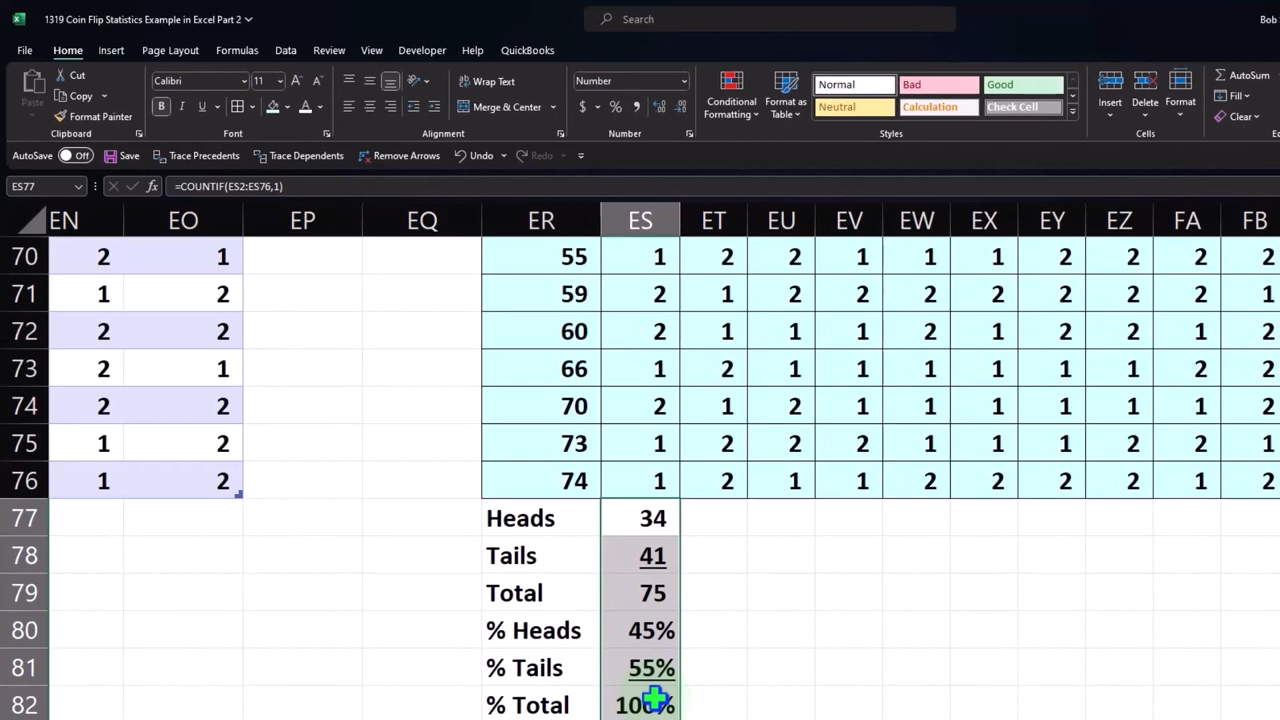 1319 Coin Flip Statistics Example in Excel Part 2
Search
Bob
File Home Insert Page Layout Formulas Data Review View Developer Help QuickBooks
Paste
Cut
Copy
Format Painter
Clipboard
Calibri 11
B I U
Font
Wrap Text
Merge & Center
Alignment
Number
$ % ,
Number
Conditional Formatting
Format as Table
Normal Bad Good
Neutral Calculation Check Cell
Styles
Insert Delete Format
Cells
AutoSum
Fill
Clear
AutoSave Off Save Trace Precedents Trace Dependents Remove Arrows Undo Redo
ES77 fx =COUNTIF(ES2:ES76,1)
EN EO EP EQ ER ES ET EU EV EW EX EY EZ FA FB
70 2 1 55 1 2 2 1 1 1 2 2 2 2
71 1 2 59 2 1 2 2 2 2 2 2 2 1
72 2 2 60 2 1 1 1 2 1 2 2 1 2
73 2 1 66 1 2 1 1 1 1 1 1 2 2
74 2 2 70 2 1 2 1 1 1 1 1 1 2
75 1 2 73 1 2 2 2 1 1 1 2 2 1
76 1 2 74 1 2 1 1 2 2 2 2 1 2
77 Heads 34
78 Tails 41
79 Total 75
80 % Heads 45%
81 % Tails 55%
82 % Total 100%